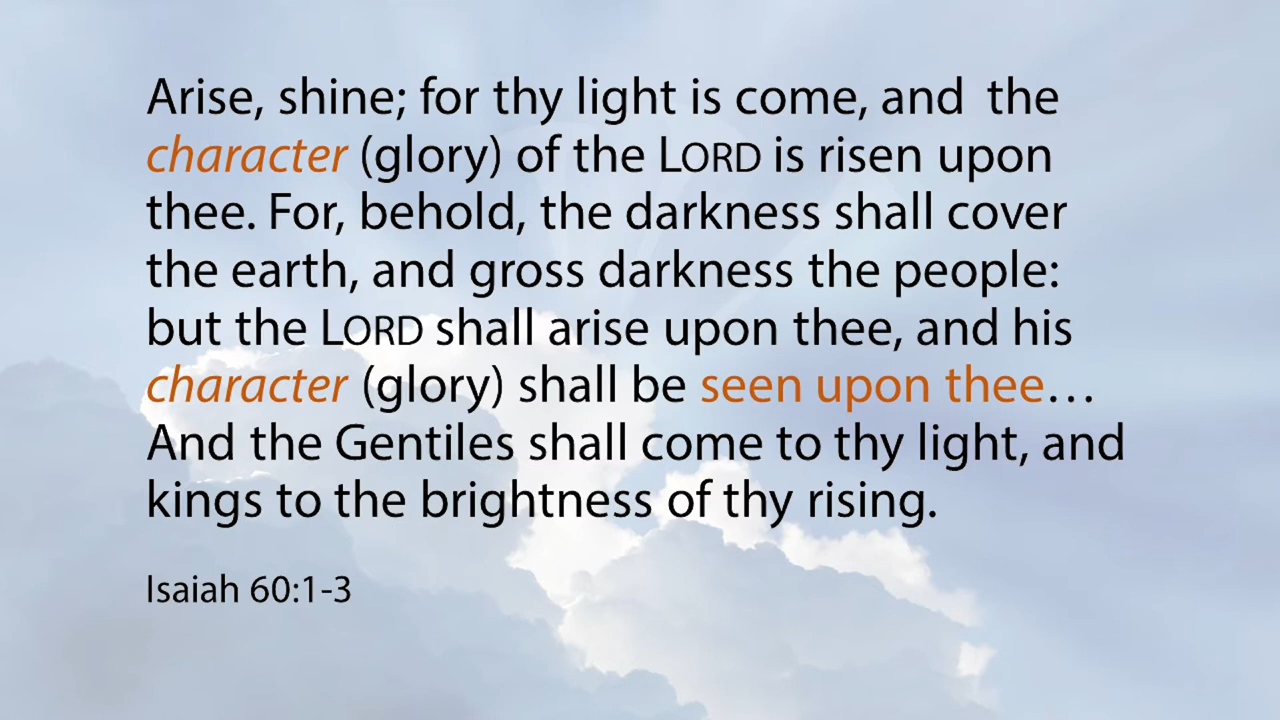 Arise, shine; for thy light is come, and  the
character (glory) of the LORD is risen upon
thee. For, behold, the darkness shall cover
the earth, and gross darkness the people:
but the LORD shall arise upon thee, and his
character (glory) shall be seen upon thee…
And the Gentiles shall come to thy light, and
kings to the brightness of thy rising.
Isaiah 60:1-3